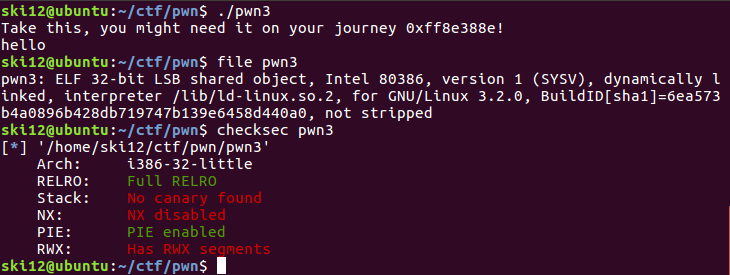 ski12@ubuntu:~/ctf/pwn$ ./pwn3
Take this, you might need it on your journey 0xff8e388e!
hello
ski12@ubuntu:~/ctf/pwn$ file pwn3
pwn3: ELF 32-bit LSB shared object, Intel 80386, version 1 (SYSV), dynamically l
inked, interpreter /lib/ld-linux.so.2, for GNU/Linux 3.2.0, BuildID[sha1]=6ea573
b4a0896b428db719747b139e6458d440a0, not stripped
ski12@ubuntu:~/ctf/pwn$ checksec pwn3
[*] '/home/ski12/ctf/pwn/pwn3'
    Arch:     i386-32-little
    RELRO:    Full RELRO
    Stack:    No canary found
    NX:       NX disabled
    PIE:      PIE enabled
    RWX:      Has RWX segments
ski12@ubuntu:~/ctf/pwn$